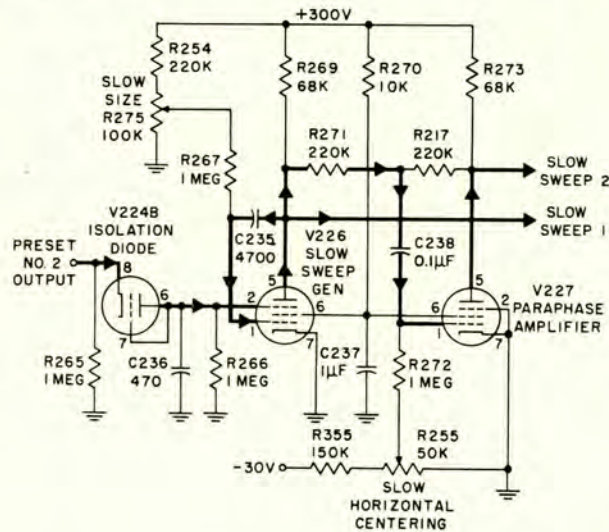 +300V
R254
220K
SLOW
SIZE
R275
100K
R269
68K
R270
10K
R273
68K
R271
220K
R217
220K
R267
1 MEG
SLOW
SWEEP 2
SLOW
SWEEP 1
V224B
ISOLATION
DIODE
C235
4700
V226
SLOW
SWEEP
GEN
C238
0.1µF
PRESET
NO. 2
OUTPUT
8
6
7
5
2
1
6
7
5
6
1
2
7
V227
PARAPHASE
AMPLIFIER
R265
1 MEG
C236
470
R266
1 MEG
C237
1µF
R272
1 MEG
R355
150K
R255
50K
-30V
SLOW
HORIZONTAL
CENTERING